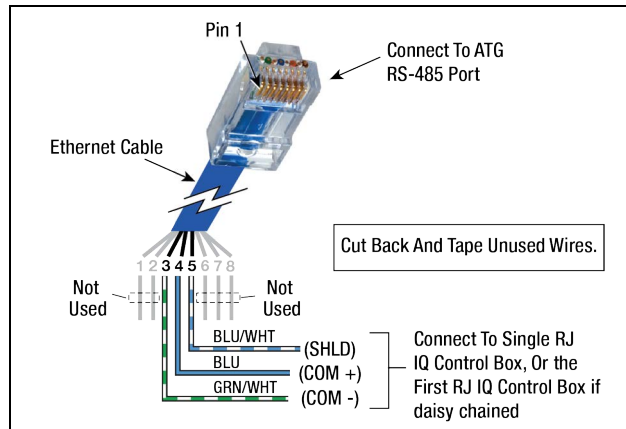 Pin 1
Connect To ATG
RS-485 Port
Ethernet Cable
Cut Back And Tape Unused Wires.
1 2 3 4 5 6 7 8
Not
Used
Not
Used
BLU/WHT
(SHLD)
BLU
(COM +)
GRN/WHT
(COM -)
Connect To Single RJ
IQ Control Box, Or the
First RJ IQ Control Box if
daisy chained